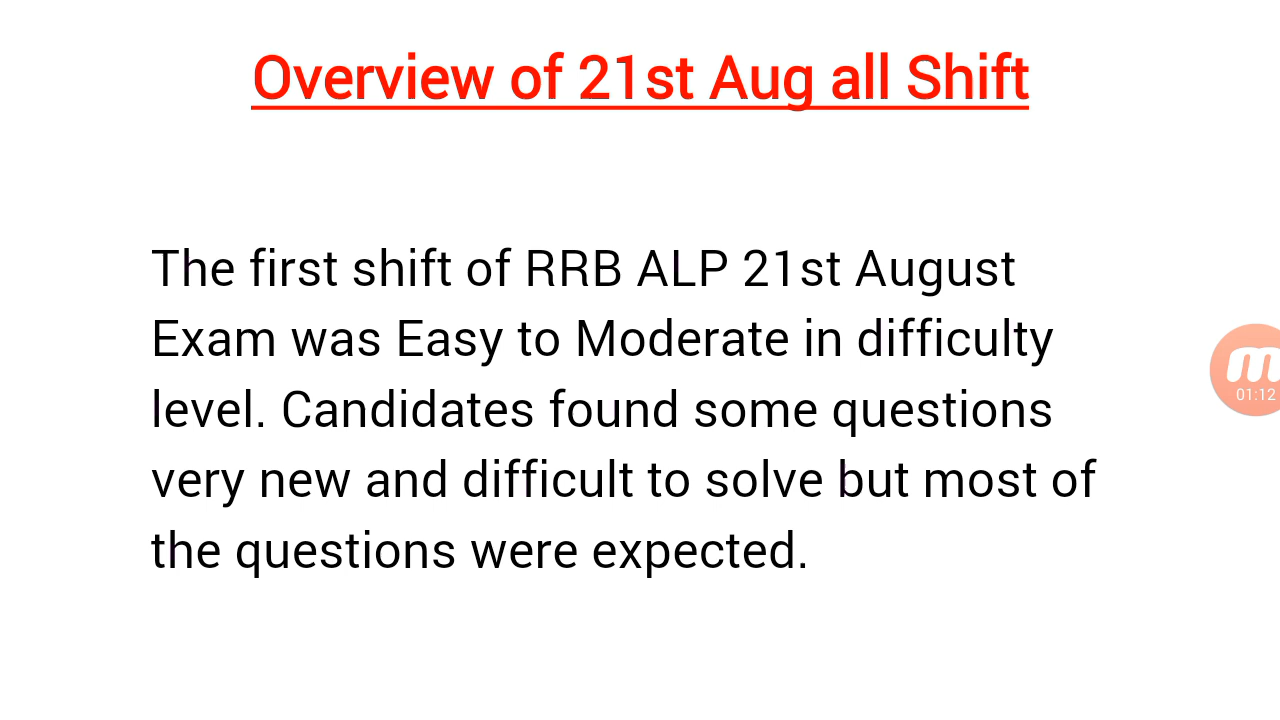 Overview of 21st Aug all Shift
The first shift of RRB ALP 21st August
Exam was Easy to Moderate in difficulty
level. Candidates found some questions
very new and difficult to solve but most of
the questions were expected.
01:12